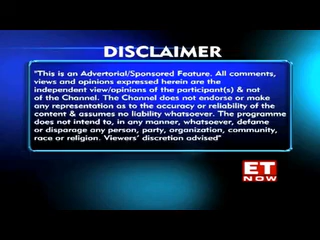 DISCLAIMER
"This is an Advertorial/Sponsored Feature. All comments,
views and opinions expressed herein are the
independent view/opinions of the participant(s) & not
of the Channel. The Channel does not endorse or make
any representation as to the accuracy or reliability of the
content & assumes no liability whatsoever. The programme
does not intend to, in any manner, whatsoever, defame
or disparage any person, party, organization, community,
race or religion. Viewers' discretion advised"
ET
NOW